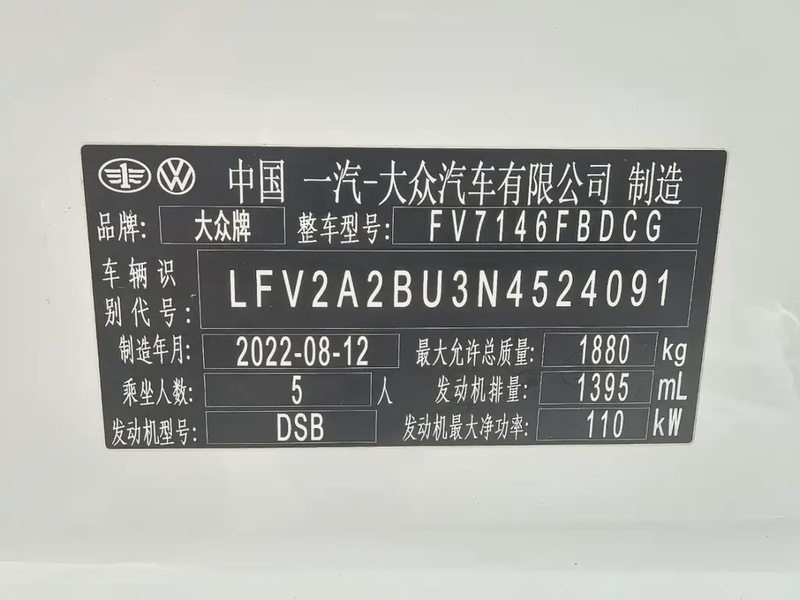 中国 一汽-大众汽车有限公司 制造
品牌: 大众牌 整车型号: FV7146FBDCG
车辆识别代号: LFV2A2BU3N4524091
制造年月: 2022-08-12 最大允许总质量: 1880 kg
乘坐人数: 5 人 发动机排量: 1395 mL
发动机型号: DSB 发动机最大净功率: 110 kW